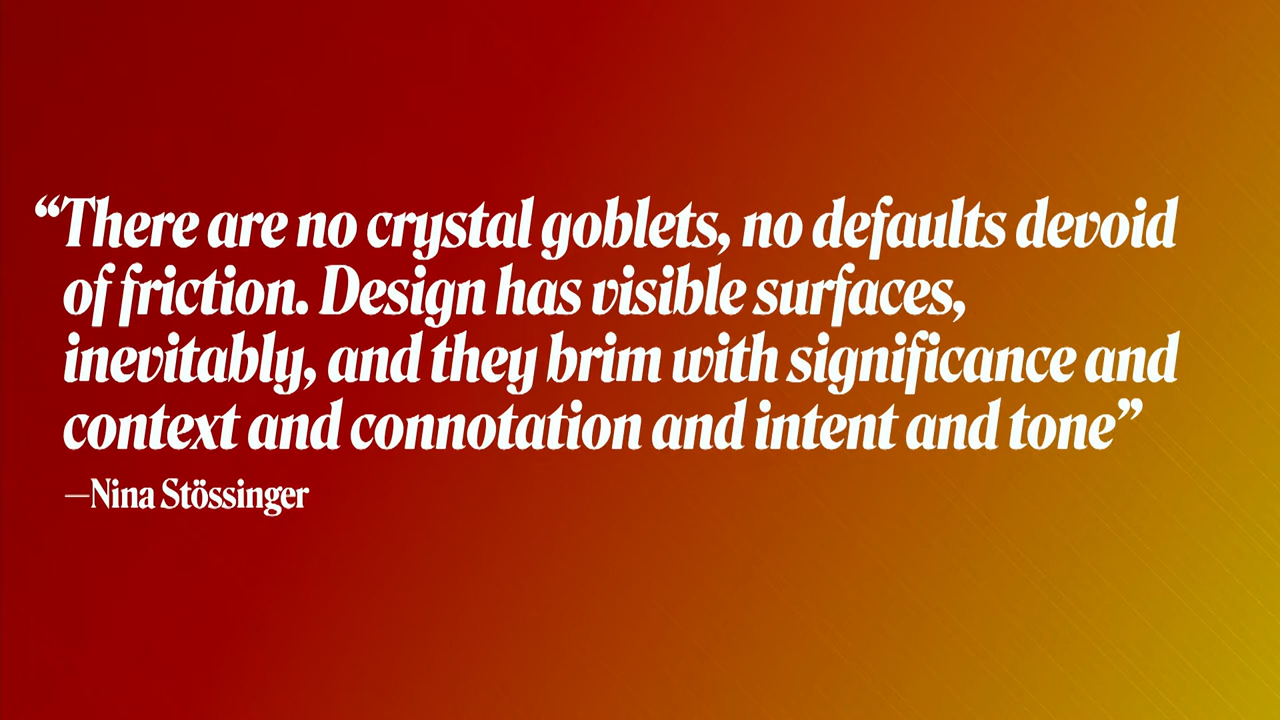 “There are no crystal goblets, no defaults devoid
of friction. Design has visible surfaces,
inevitably, and they brim with significance and
context and connotation and intent and tone”
—Nina Stössinger